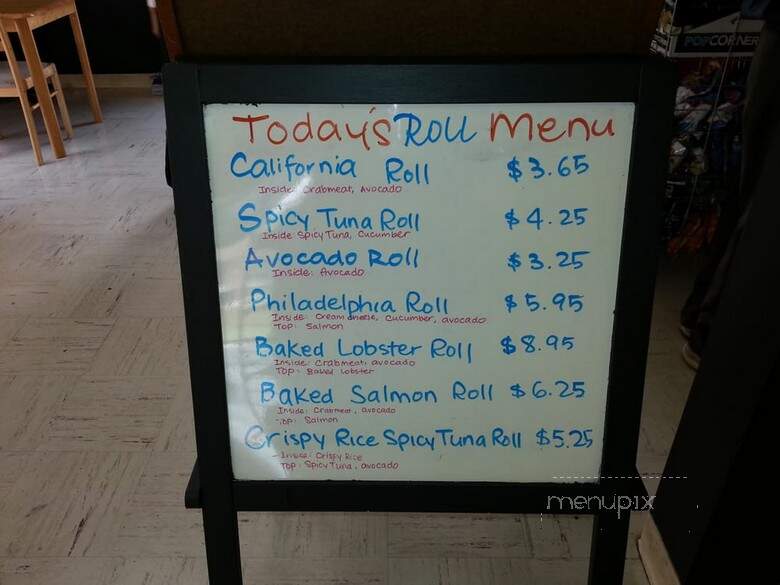 POPCORNER
Today's Roll Menu
California Roll $3.65
Inside: Crabmeat, Avocado
Spicy Tuna Roll $4.25
Inside: Spicy Tuna, Cucumber
Avocado Roll $3.25
Inside: Avocado
Philadelphia Roll $5.95
Inside: Cream cheese, Cucumber, avocado
Top: Salmon
Baked Lobster Roll $8.95
Inside: Crabmeat, avocado
Top: Baked Lobster
Baked Salmon Roll $6.25
Inside: Crabmeat, avocado
Top: Salmon
Crispy Rice Spicy Tuna Roll $5.25
Inside: Crispy Rice
Top: Spicy Tuna, avocado
menupix